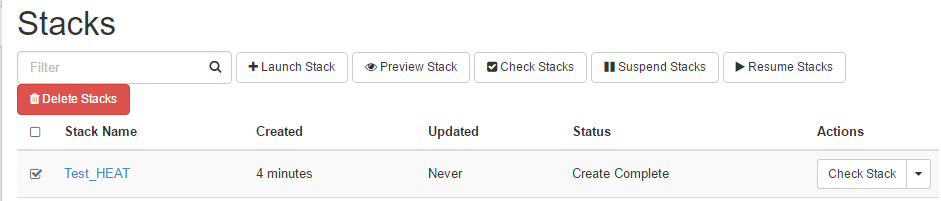 Stacks
Filter Launch Stack Preview Stack Check Stacks Suspend Stacks Resume Stacks
Delete Stacks
Stack Name Created Updated Status Actions
Test_HEAT 4 minutes Never Create Complete Check Stack